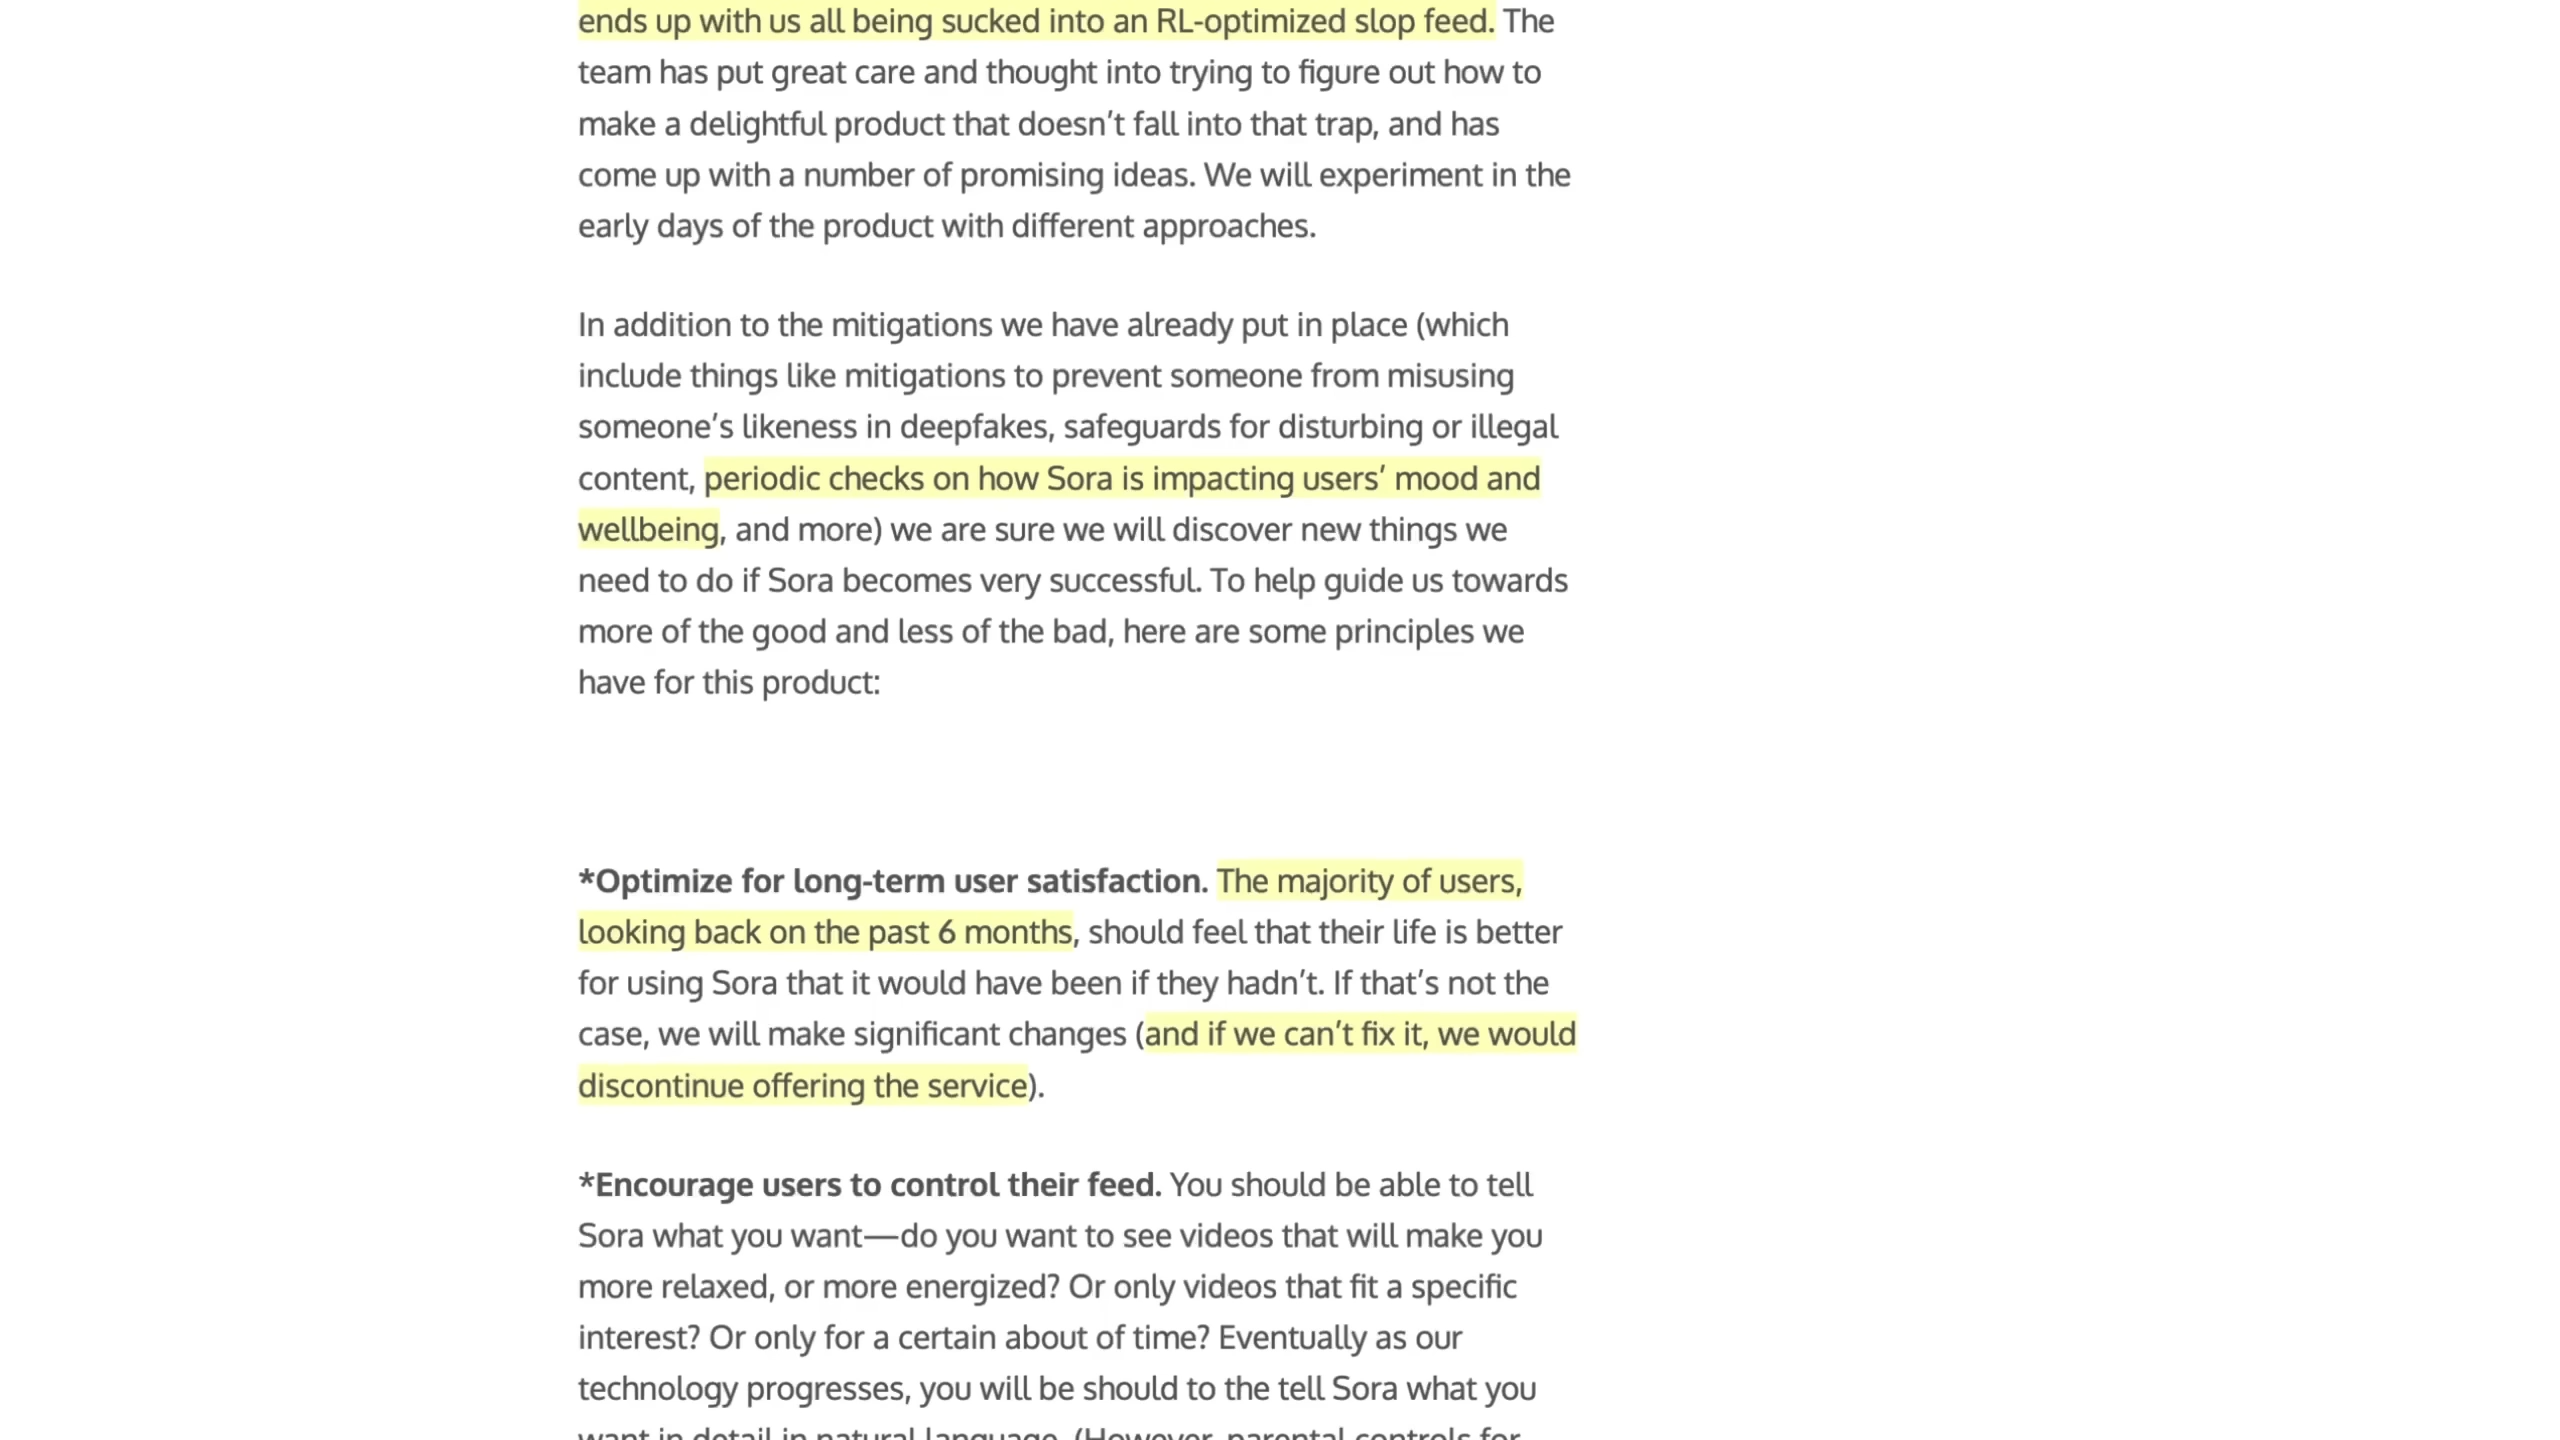 ends up with us all being sucked into an RL-optimized slop feed. The
team has put great care and thought into trying to figure out how to
make a delightful product that doesn’t fall into that trap, and has
come up with a number of promising ideas. We will experiment in the
early days of the product with different approaches.
In addition to the mitigations we have already put in place (which
include things like mitigations to prevent someone from misusing
someone’s likeness in deepfakes, safeguards for disturbing or illegal
content, periodic checks on how Sora is impacting users’ mood and
wellbeing, and more) we are sure we will discover new things we
need to do if Sora becomes very successful. To help guide us towards
more of the good and less of the bad, here are some principles we
have for this product:
*Optimize for long-term user satisfaction. The majority of users,
looking back on the past 6 months, should feel that their life is better
for using Sora that it would have been if they hadn’t. If that’s not the
case, we will make significant changes (and if we can’t fix it, we would
discontinue offering the service).
*Encourage users to control their feed. You should be able to tell
Sora what you want—do you want to see videos that will make you
more relaxed, or more energized? Or only videos that fit a specific
interest? Or only for a certain about of time? Eventually as our
technology progresses, you will be should to the tell Sora what you
want in detail in natural language. (However, parental controls for